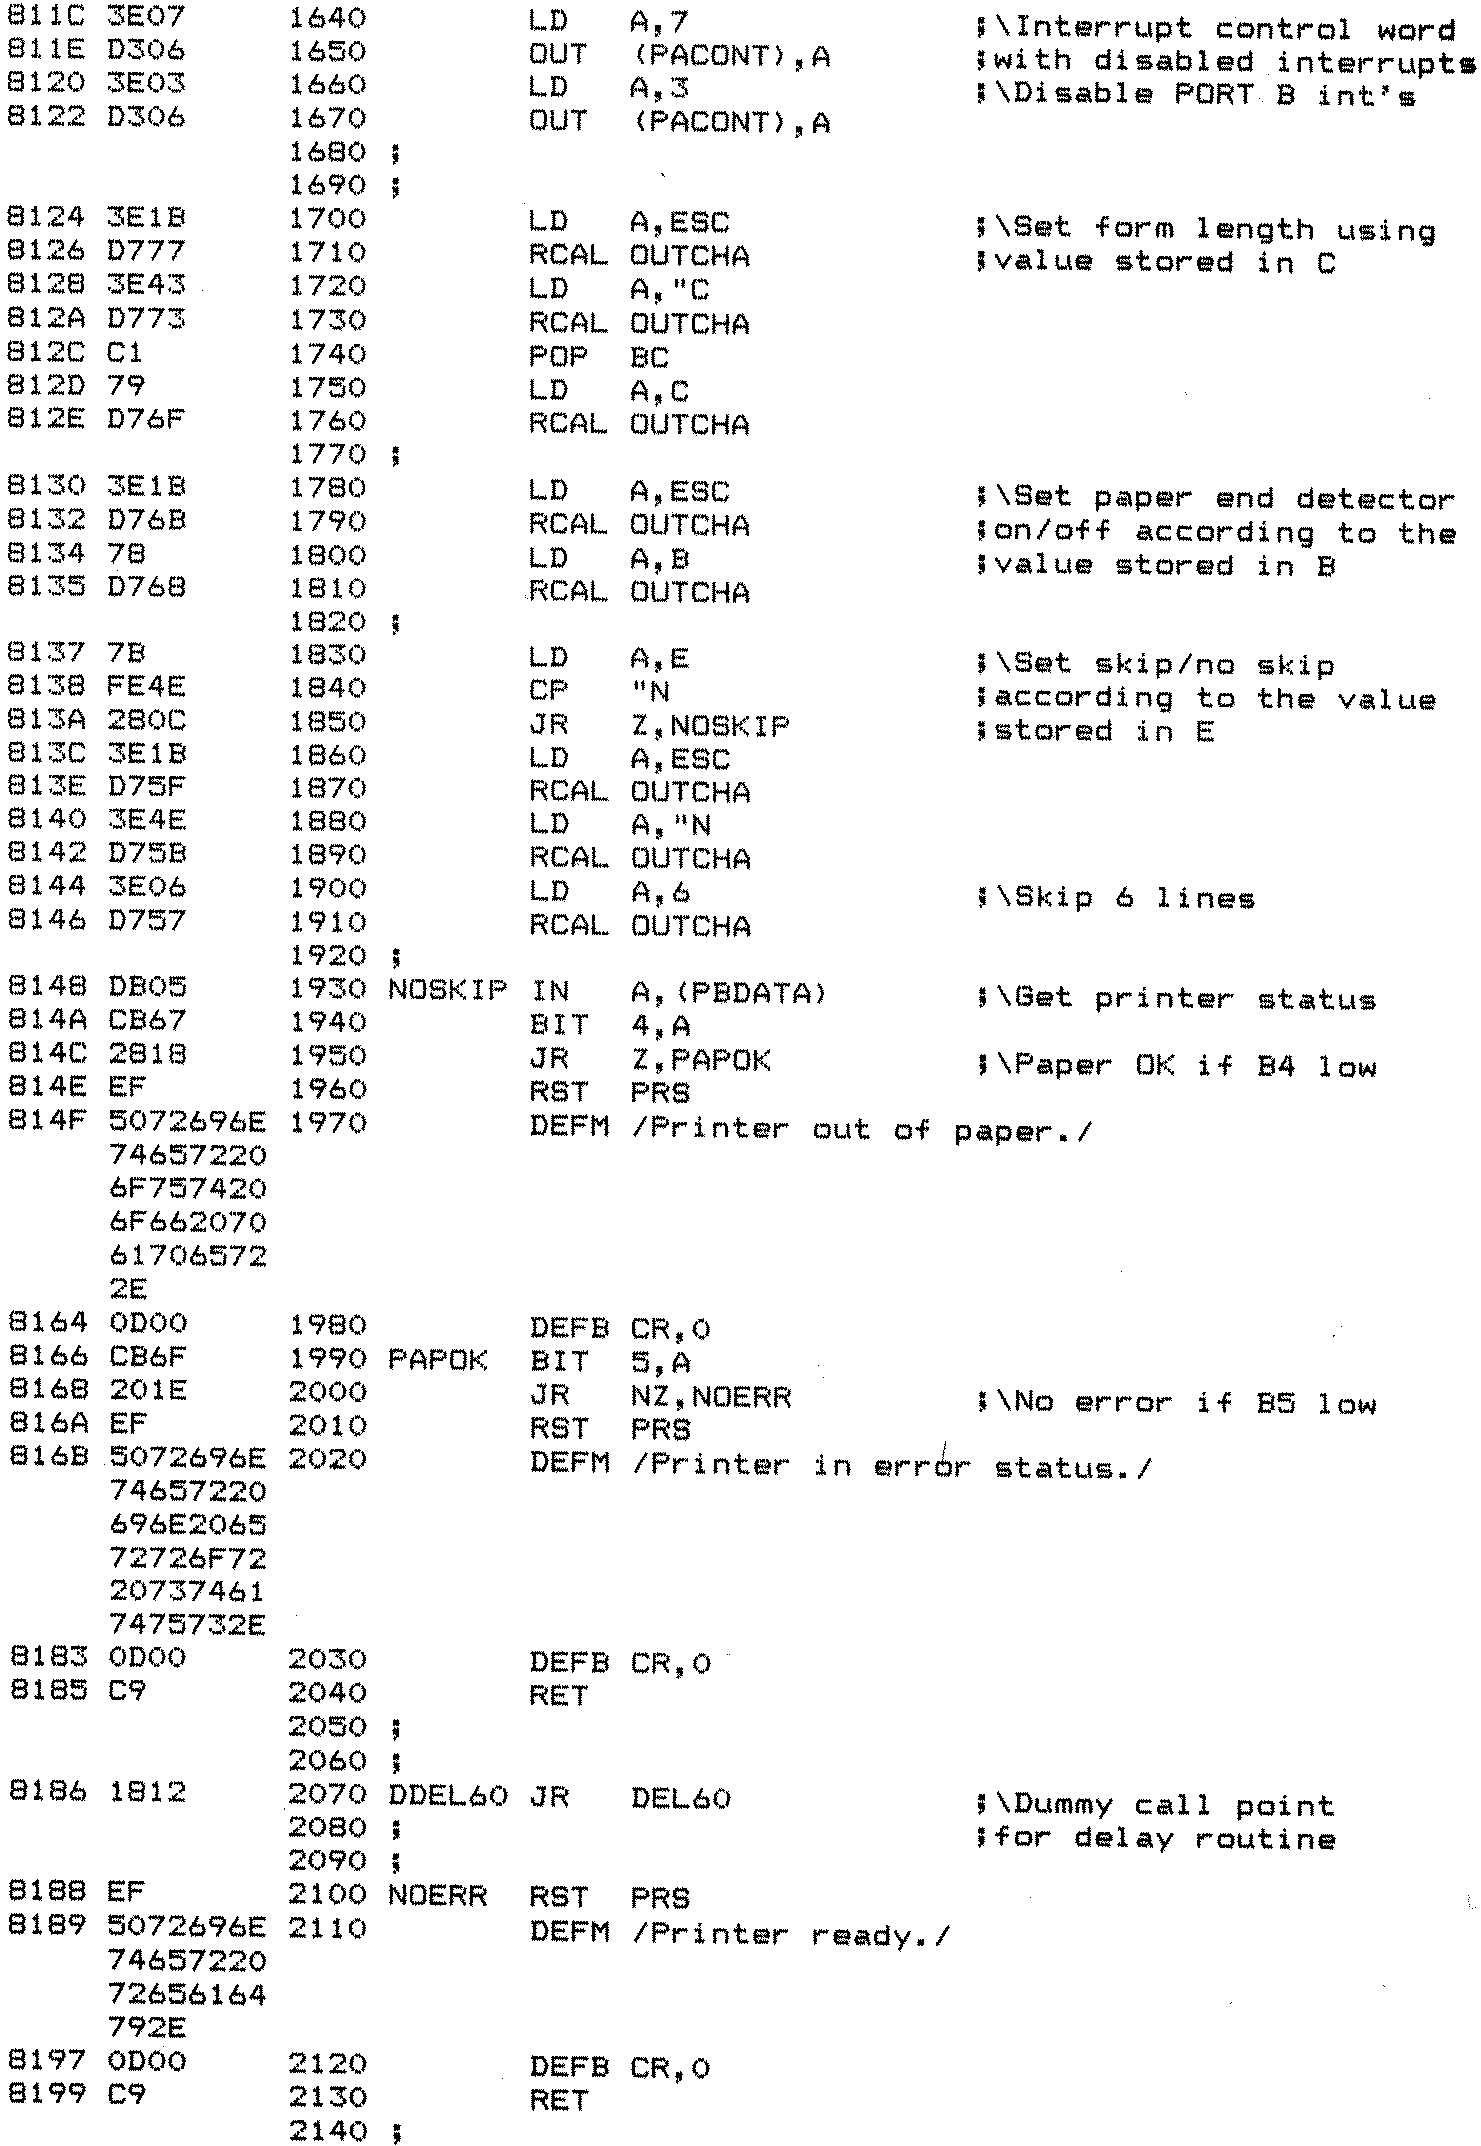 811C 3E07     1640        LD   A,7              ;\Interrupt control word
811E D306     1650        OUT  (PACONT),A       ;with disabled interrupts
8120 3E03     1660        LD   A,3              ;\Disable PORT B int's
8122 D306     1670        OUT  (PACONT),A
              1680 ;
              1690 ;
8124 3E1B     1700        LD   A,ESC            ;\Set form length using
8126 D777     1710        RCAL OUTCHA           ;value stored in C
8128 3E43     1720        LD   A,"C
812A D773     1730        RCAL OUTCHA
812C C1       1740        POP  BC
812D 79       1750        LD   A,C
812E D76F     1760        RCAL OUTCHA
              1770 ;
8130 3E1B     1780        LD   A,ESC            ;\Set paper end detector
8132 D76B     1790        RCAL OUTCHA           ;on/off according to the
8134 78       1800        LD   A,B              ;value stored in B
8135 D768     1810        RCAL OUTCHA
              1820 ;
8137 7B       1830        LD   A,E              ;\Set skip/no skip
8138 FE4E     1840        CP   "N               ;according to the value
813A 280C     1850        JR   Z,NOSKIP         ;stored in E
813C 3E1B     1860        LD   A,ESC
813E D75F     1870        RCAL OUTCHA
8140 3E4E     1880        LD   A,"N
8142 D75B     1890        RCAL OUTCHA
8144 3E06     1900        LD   A,6              ;\Skip 6 lines
8146 D757     1910        RCAL OUTCHA
              1920 ;
8148 DB05     1930 NOSKIP IN   A,(PBDATA)       ;\Get printer status
814A CB67     1940        BIT  4,A
814C 2818     1950        JR   Z,PAPOK          ;\Paper OK if B4 low
814E EF       1960        RST  PRS
814F 5072696E 1970        DEFM /Printer out of paper./
     74657220
     6F757420
     6F662070
     61706572
     2E
8164 0D00     1980        DEFB CR,0
8166 CB6F     1990 PAPOK  BIT  5,A
8168 201E     2000        JR   NZ,NOERR         ;\No error if B5 low
816A EF       2010        RST  PRS
816B 5072696E 2020        DEFM /Printer in error status./
     74657220
     696E2065
     72726F72
     20737461
     7475732E
8183 0D00     2030        DEFB CR,0
8185 C9       2040        RET
              2050 ;
              2060 ;
8186 1812     2070 DDEL60 JR   DEL60            ;\Dummy call point
              2080 ;                            ;for delay routine
              2090 ;
8188 EF       2100 NOERR  RST  PRS
8189 5072696E 2110        DEFM /Printer ready./
     74657220
     72656164
     792E
8197 0D00     2120        DEFB CR,0
8199 C9       2130        RET
              2140 ;